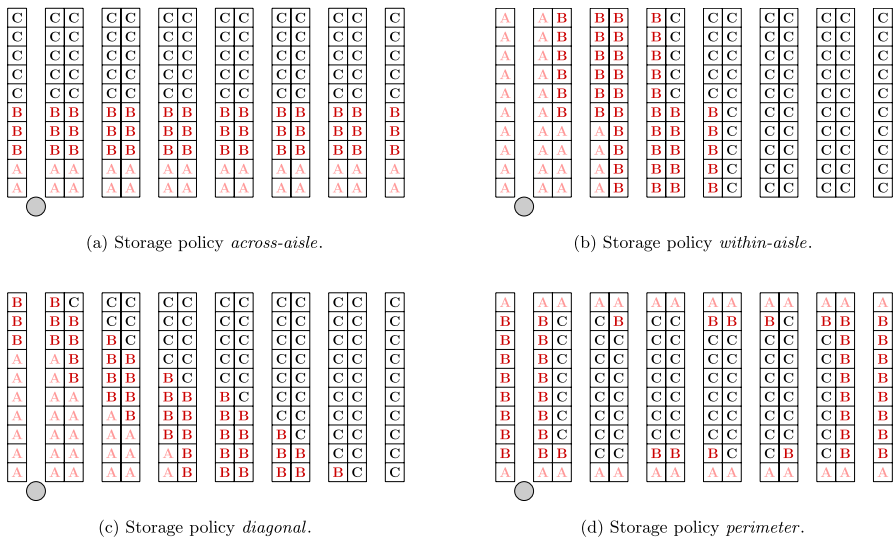 C C C C C C C C C C C C C C
C C C C C C C C C C C C C C
C C C C C C C C C C C C C C
C C C C C C C C C C C C C C
C C C C C C C C C C C C C C
B B B B B B B B B B B B B B
B B B B B B B B B B B B B B
B B B B B B B B B B B B B B
A A A A A A A A A A A A A A
A A A A A A A A A A A A A A
(a) Storage policy across-aisle.
A A B B B B C C C C C C C C
A A B B B B C C C C C C C C
A A B B B B C C C C C C C C
A A B B B B C C C C C C C C
A A B B B B C C C C C C C C
A A B B B B B B C C C C C C
A A A A B B B B C C C C C C
A A A A B B B B C C C C C C
A A A A B B B B C C C C C C
A A A A B B B B C C C C C C
(b) Storage policy within-aisle.
B B C C C C C C C C C C C C
B B B C C C C C C C C C C C
B B B B C C C C C C C C C C
A A B B B C C C C C C C C C
A A B B B B C C C C C C C C
A A A B B B B B C C C C C C
A A A A B B B B B C C C C C
A A A A A B B B B B C C C C
A A A A A A B B B B B C C C
A A A A A A B B B B B B C C
(c) Storage policy diagonal.
A A A A A A A A A A A A A A
B B C C B C C B B B C B B B
B B C C C C C C C C C C B B
B B C C C C C C C C C C B B
B B C C C C C C C C C C B B
B B C C C C C C C C C C B B
B B C C C C C C C C C C B B
B B C C C C C C C C C C B B
B B B C C B B B C C B C B B
A A A A A A A A A A A A A A
(d) Storage policy perimeter.